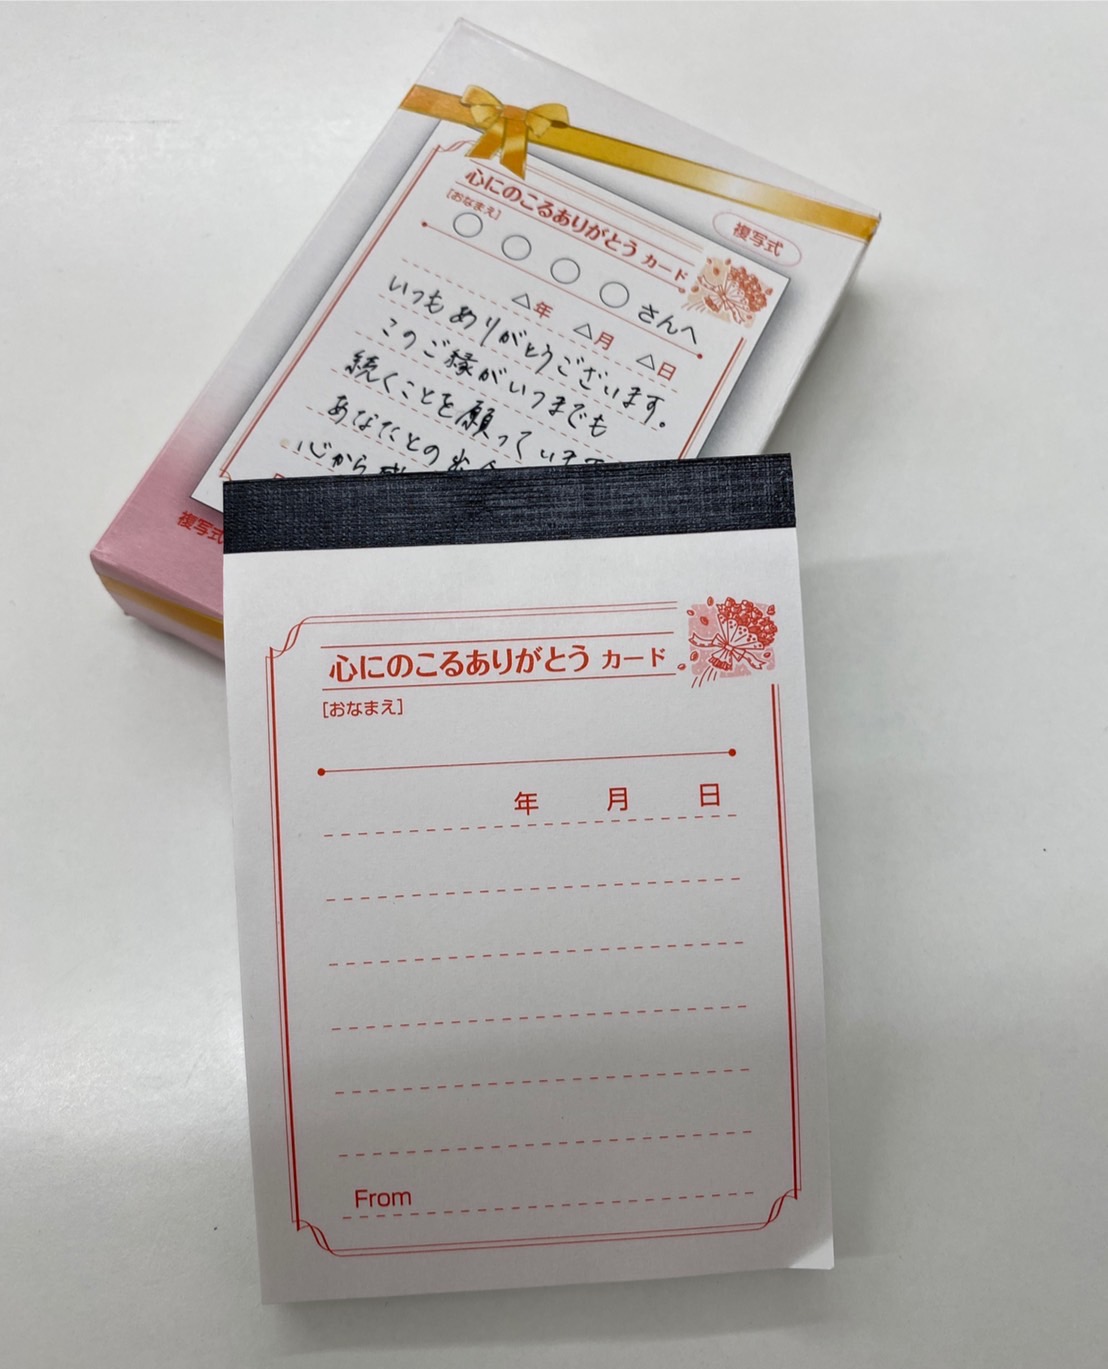 複写式
心にのこるありがとう カード
[おなまえ]
○○○○さんへ
△年 △月 △日
いつもありがとうございます。
このご縁がいつまでも
続くことを願っています
あなたとの出会
心から
複写式
心にのこるありがとう カード
[おなまえ]
年 月 日
From